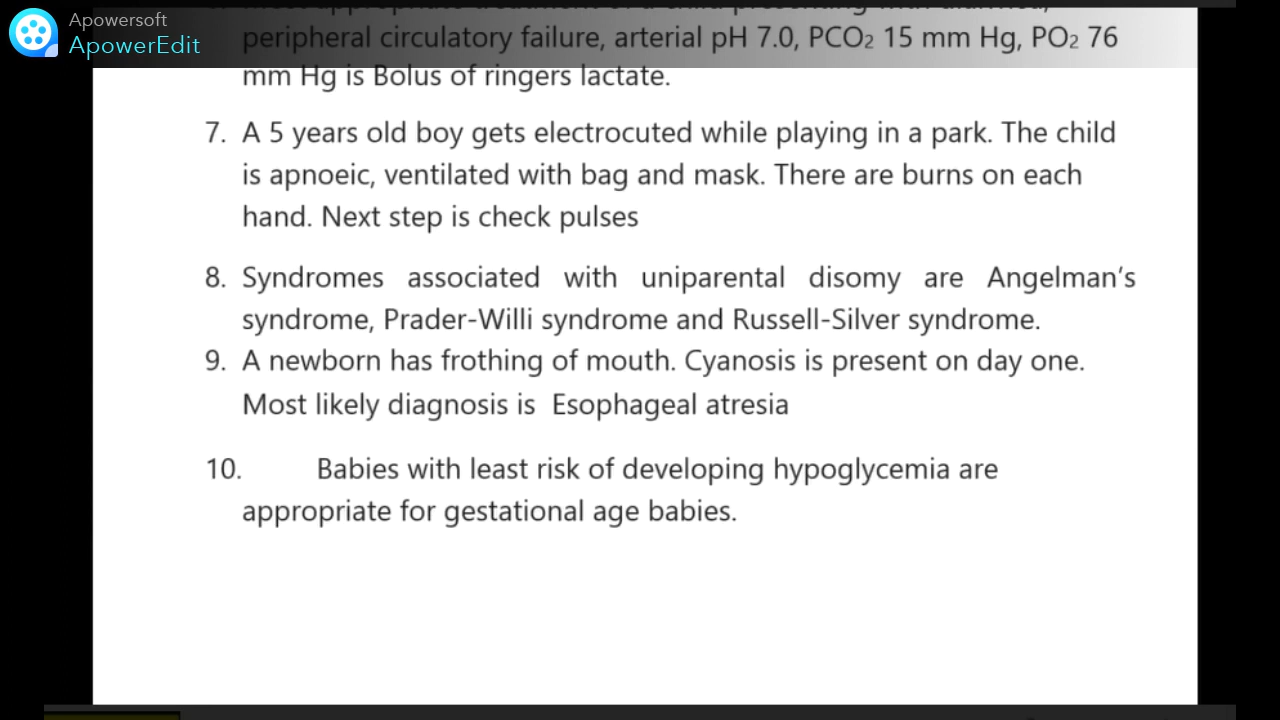 Apowersoft
ApowerEdit
peripheral circulatory failure, arterial pH 7.0, PCO₂ 15 mm Hg, PO₂ 76
mm Hg is Bolus of ringers lactate.
7. A 5 years old boy gets electrocuted while playing in a park. The child
is apnoeic, ventilated with bag and mask. There are burns on each
hand. Next step is check pulses
8. Syndromes associated with uniparental disomy are Angelman's
syndrome, Prader-Willi syndrome and Russell-Silver syndrome.
9. A newborn has frothing of mouth. Cyanosis is present on day one.
Most likely diagnosis is Esophageal atresia
10. Babies with least risk of developing hypoglycemia are
appropriate for gestational age babies.